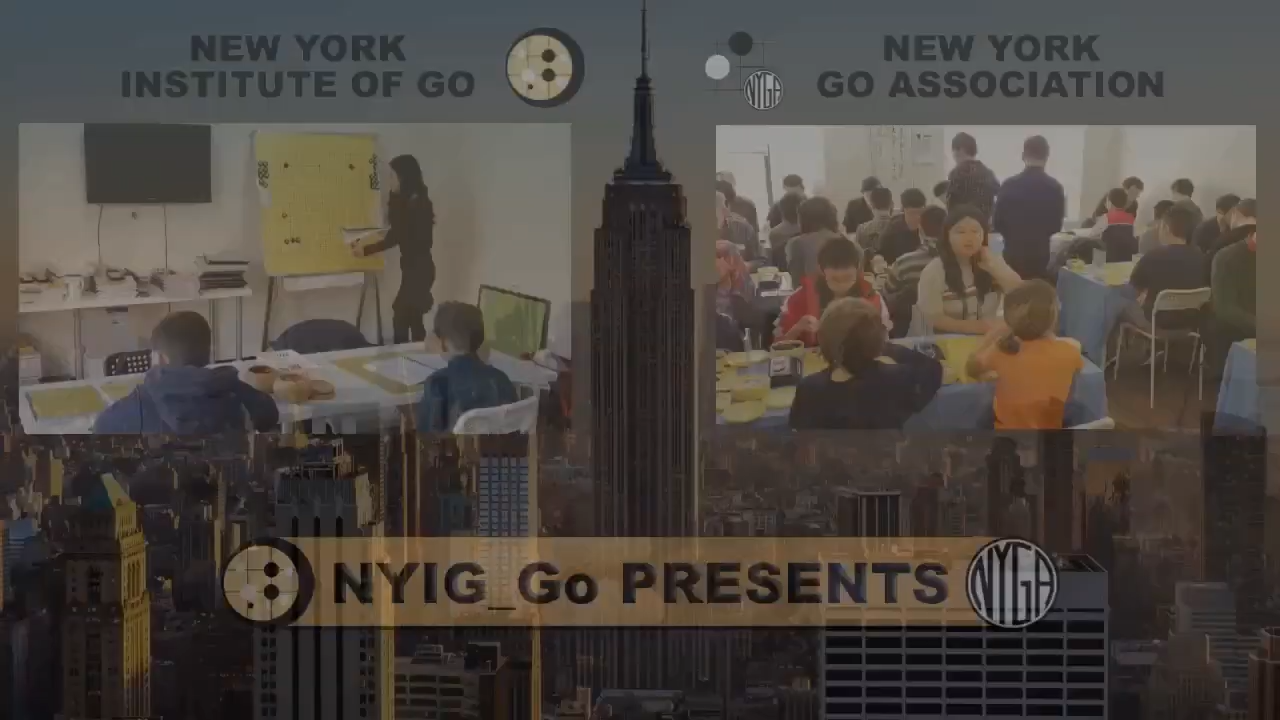 NEW YORK
INSTITUTE OF GO
NEW YORK
GO ASSOCIATION
NYGA
NYIG_Go PRESENTS
NYGA